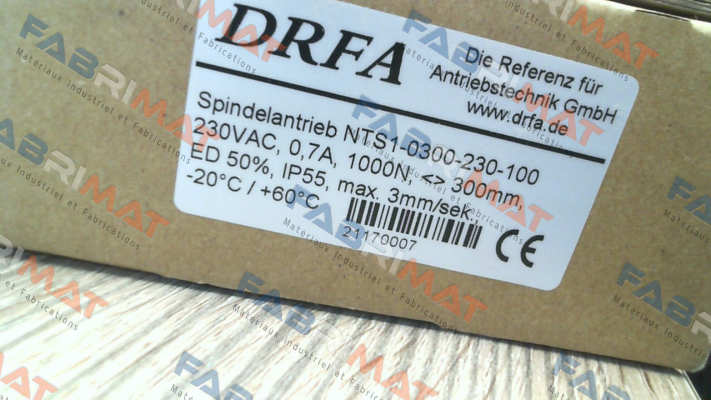 DRFA
Die Referenz für
Antriebstechnik GmbH
www.drfa.de
Spindelantrieb NTS1-0300-230-100
230VAC, 0,7A, 1000N, <> 300mm,
ED 50%, IP55, max. 3mm/sek,
-20°C / +60°C
21170007
CE
FABRIMAT
Matériaux Industriel et Fabrications